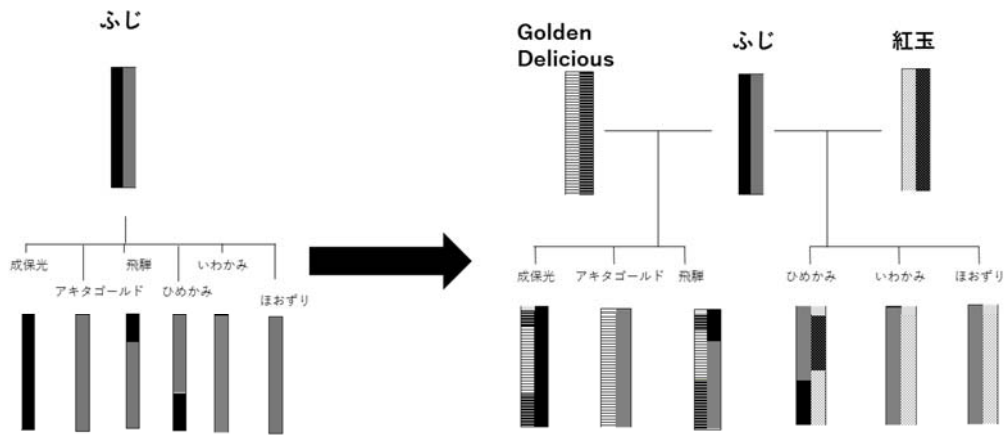 ふじ
成保光
アキタゴールド
飛騨
ひめかみ
いわかみ
ほおずり
Golden
Delicious
ふじ
紅玉
成保光
アキタゴールド
飛騨
ひめかみ
いわかみ
ほおずり